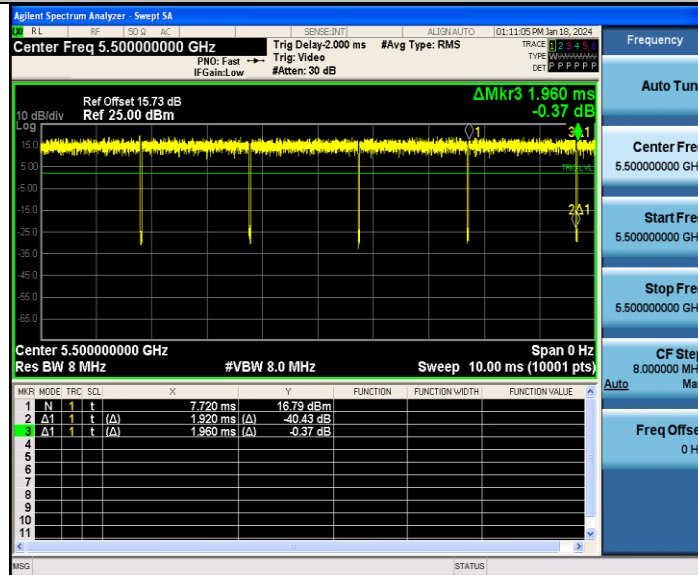 Agilent Spectrum Analyzer - Swept SA
RL RF 50 Ω AC SENSE:INT ALIGN AUTO 01:11:05 PM Jan 18, 2024
Center Freq 5.500000000 GHz
PNO: Fast
IFGain:Low
Trig Delay-2.000 ms
Trig: Video
#Atten: 30 dB
#Avg Type: RMS
TRACE 1 2 3 4 5 6
TYPE W
DET P P P P P P
ΔMkr3 1.960 ms
-0.37 dB
Ref Offset 15.73 dB
10 dB/div Ref 25.00 dBm
Log
1
3Δ1
15.0
5.00
TRIG LVL
-5.00
-15.0
2Δ1
-25.0
-35.0
-45.0
-55.0
-65.0
Center 5.500000000 GHz Span 0 Hz
Res BW 8 MHz #VBW 8.0 MHz Sweep 10.00 ms (10001 pts)
MKR MODE TRC SCL X Y FUNCTION FUNCTION WIDTH FUNCTION VALUE
1 N 1 t 7.720 ms 16.79 dBm
2 Δ1 1 t (Δ) 1.920 ms (Δ) -40.43 dB
3 Δ1 1 t (Δ) 1.960 ms (Δ) -0.37 dB
4
5
6
7
8
9
10
11
MSG STATUS
Frequency
Auto Tun
Center Fre
5.500000000 GH
Start Fre
5.500000000 GH
Stop Fre
5.500000000 GH
CF Step
8.000000 MH
Auto Ma
Freq Offse
0 H